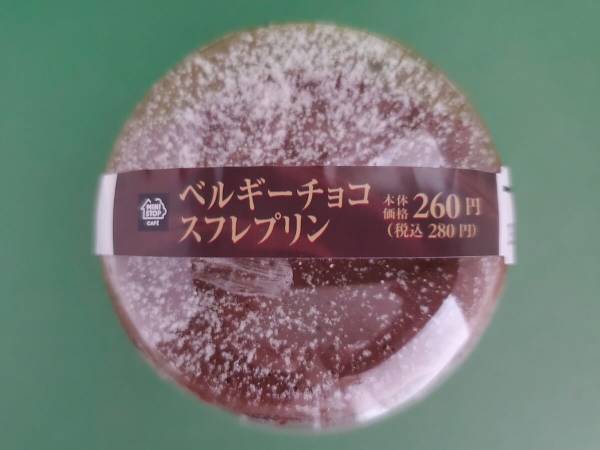 MINI
STOP
CAFE
ベルギーチョコ
スフレプリン
本体
価格 260円
(税込 280円)